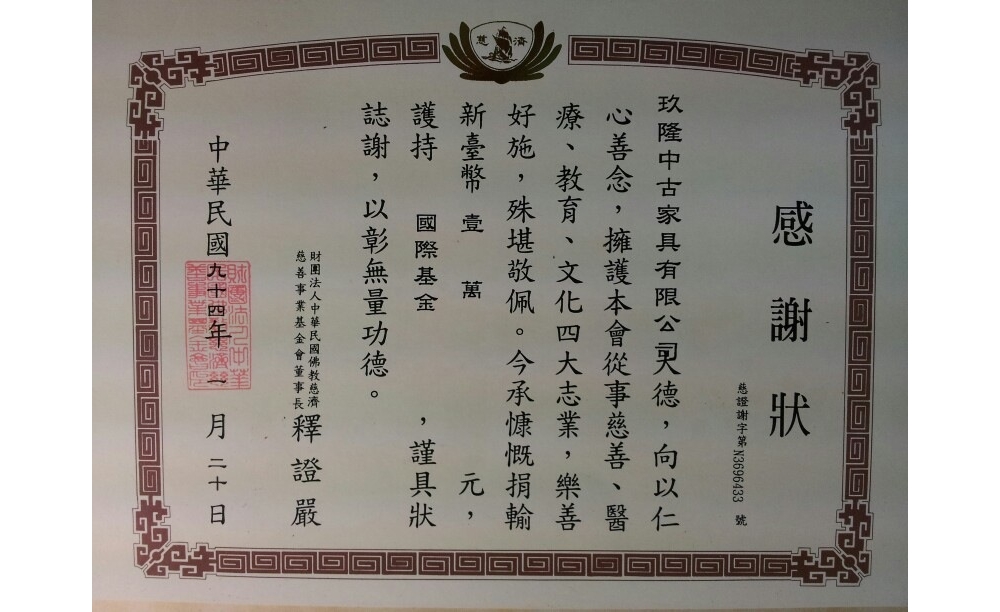 慈濟
感謝狀
慈證謝字第N3696433號
玖隆中古家具有限公司大德，向以仁
心善念，擁護本會從事慈善、醫
療、教育、文化四大志業，樂善
好施，殊堪敬佩。今承慷慨捐輸
新臺幣壹萬元，
護持國際基金，謹具狀
誌謝，以彰無量功德。
財團法人中華民國佛教慈濟
慈善事業基金會董事長釋證嚴
中華民國九十四年一月二十日